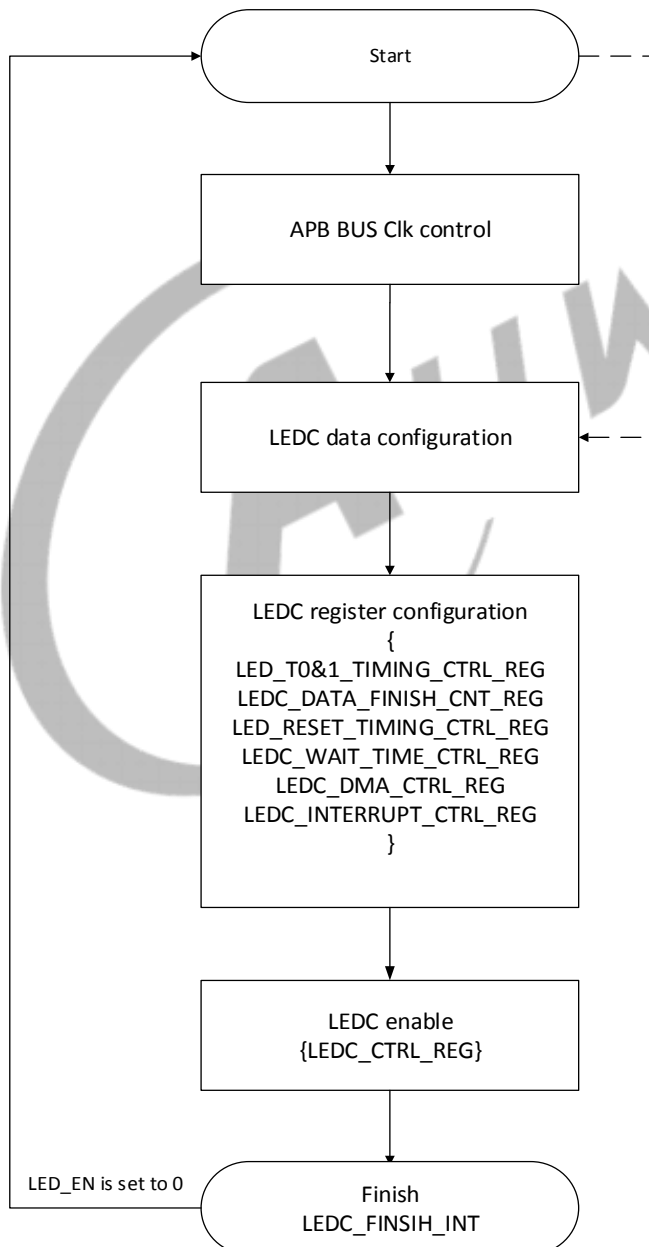 Start
APB BUS Clk control
LEDC data configuration
LEDC register configuration
{
LED_T0&1_TIMING_CTRL_REG
LEDC_DATA_FINISH_CNT_REG
LED_RESET_TIMING_CTRL_REG
LEDC_WAIT_TIME_CTRL_REG
LEDC_DMA_CTRL_REG
LEDC_INTERRUPT_CTRL_REG
}
LEDC enable
{LEDC_CTRL_REG}
LED_EN is set to 0
Finish
LEDC_FINSIH_INT